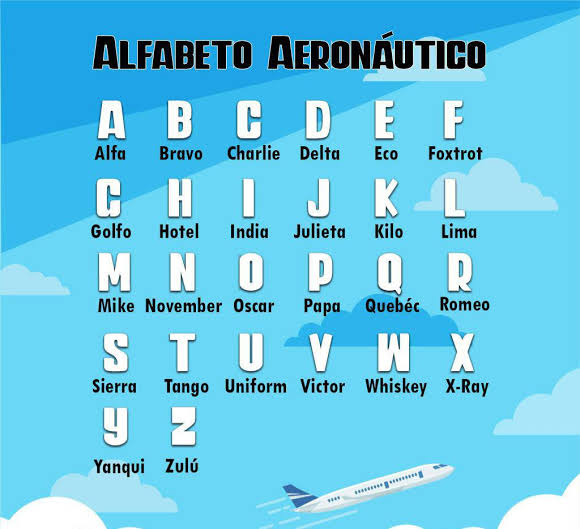 ALFABETO AERONÁUTICO
A B C D E F
Alfa Bravo Charlie Delta Eco Foxtrot
G H I J K L
Golfo Hotel India Julieta Kilo Lima
M N O P Q R
Mike November Oscar Papa Quebéc Romeo
S T U V W X
Sierra Tango Uniform Victor Whiskey X-Ray
Y Z
Yanqui Zulú